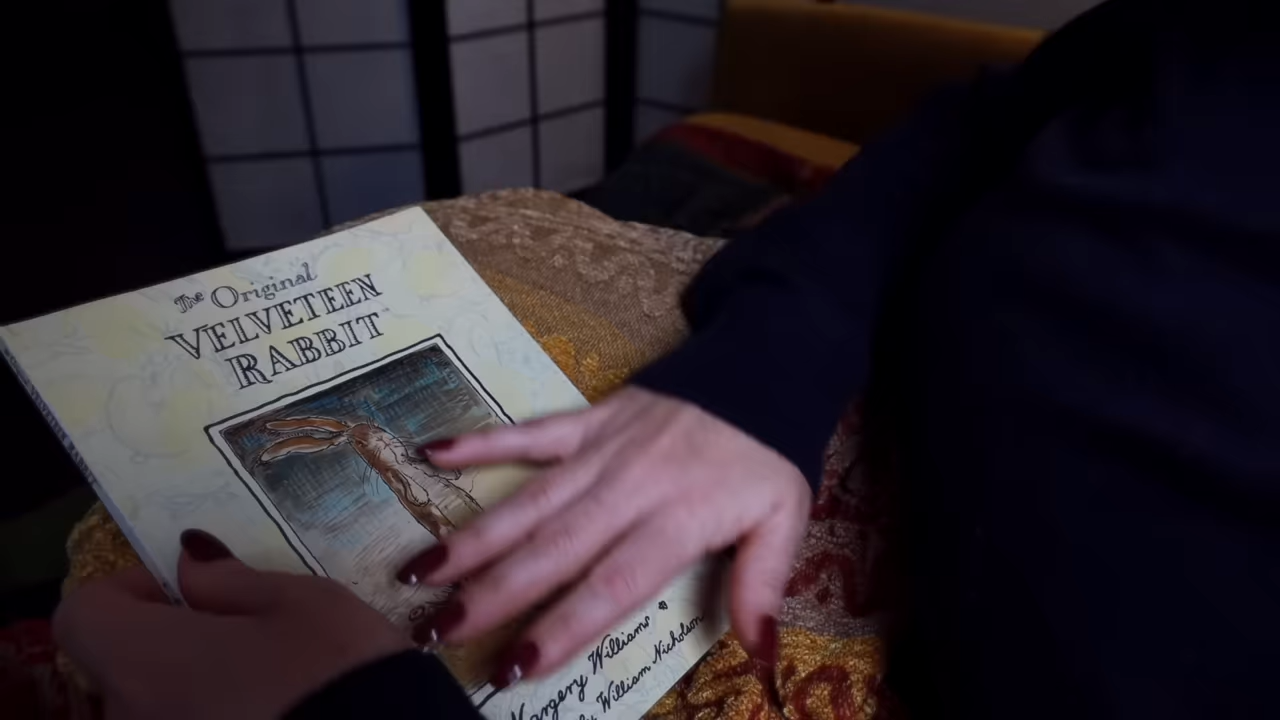 The Original
VELVETEEN
RABBIT
Margery Williams
William Nicholson